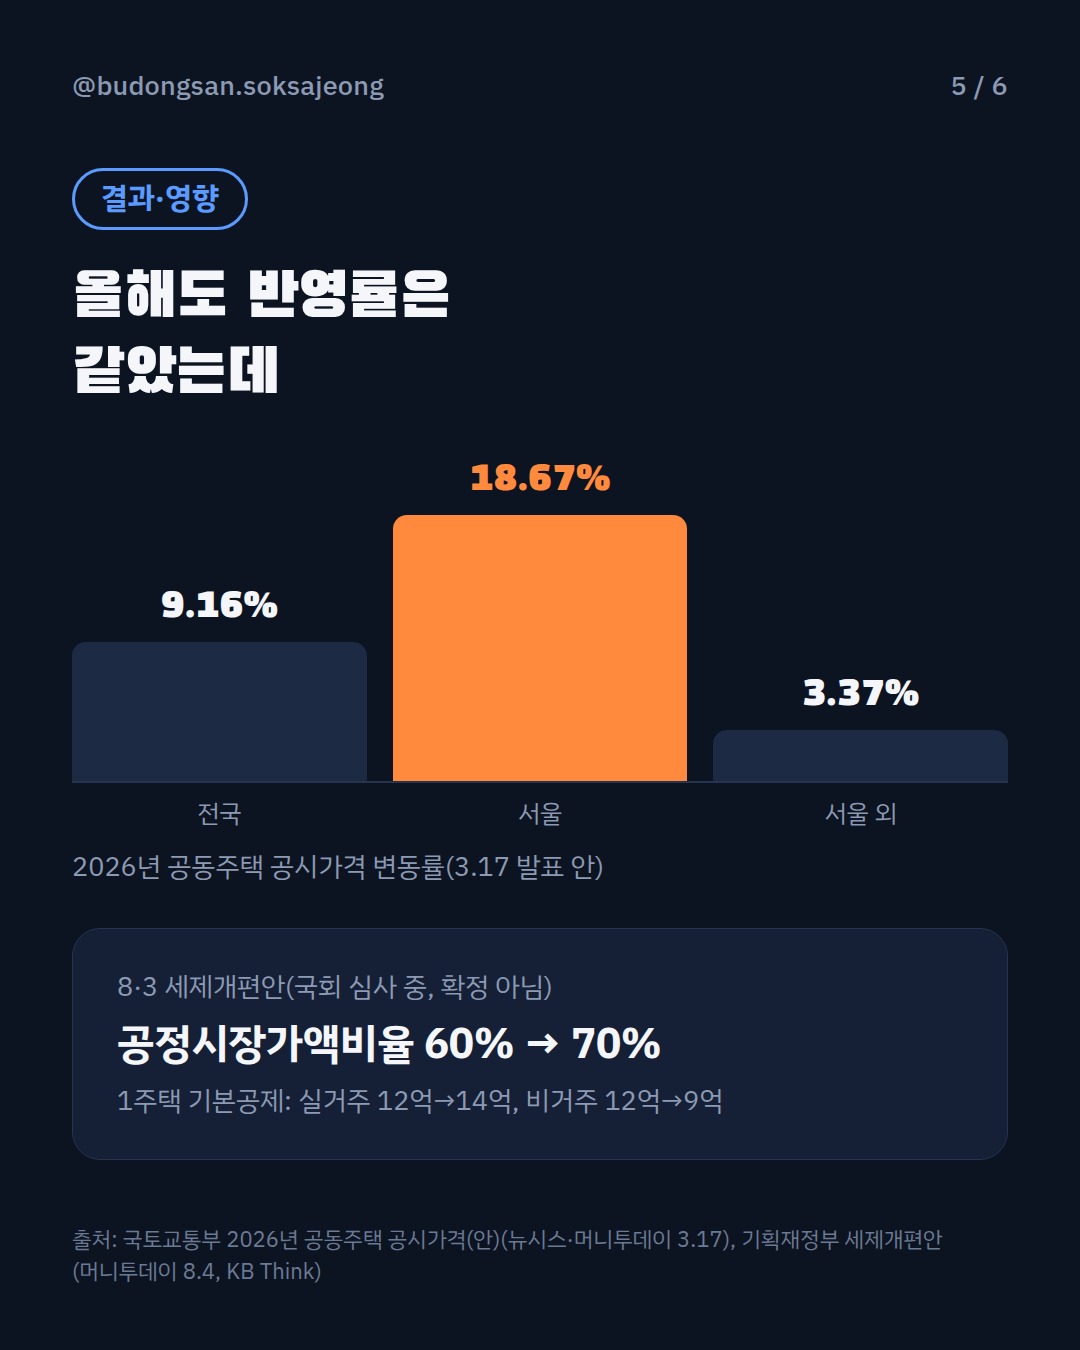 @budongsan.soksajeong
5 / 6
결과·영향
올해도 반영률은
같았는데
18.67%
9.16%
3.37%
전국
서울
서울 외
2026년 공동주택 공시가격 변동률(3.17 발표 안)
8·3 세제개편안(국회 심사 중, 확정 아님)
공정시장가액비율 60% → 70%
1주택 기본공제: 실거주 12억→14억, 비거주 12억→9억
출처: 국토교통부 2026년 공동주택 공시가격(안)(뉴시스·머니투데이 3.17), 기획재정부 세제개편안
(머니투데이 8.4, KB Think)